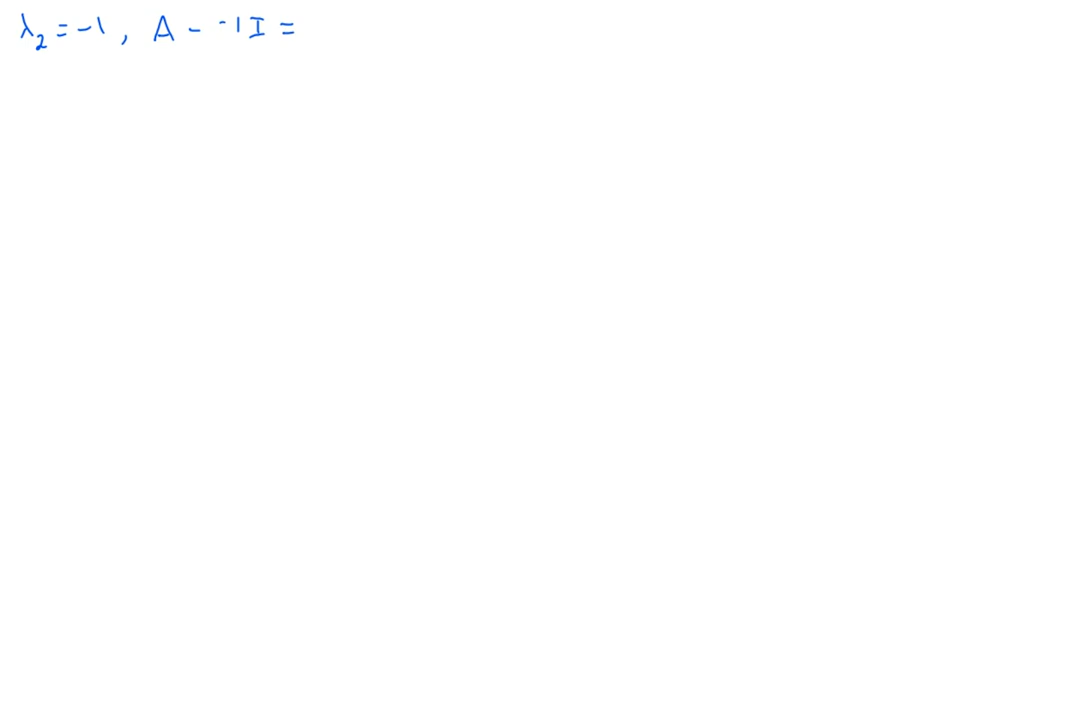 λ₂ = -1 , A - -1 I =